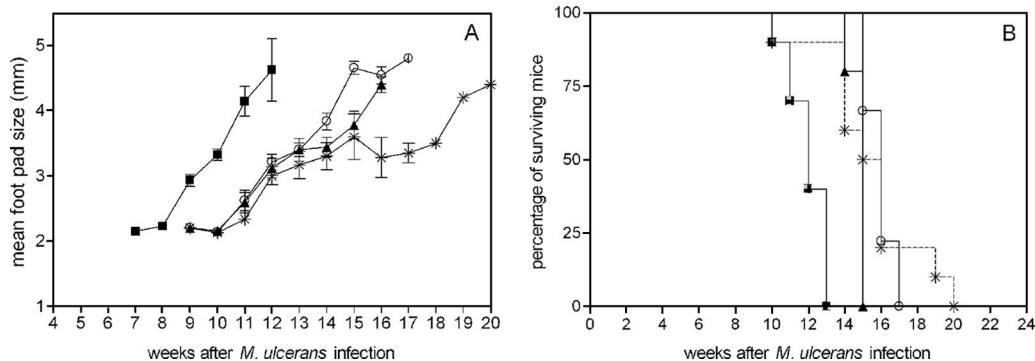 A
mean foot pad size (mm)
5
4
3
2
1
4 5 6 7 8 9 10 11 12 13 14 15 16 17 18 19 20
weeks after M. ulcerans infection
B
percentage of surviving mice
100
75
50
25
0
0 2 4 6 8 10 12 14 16 18 20 22 24
weeks after M. ulcerans infection